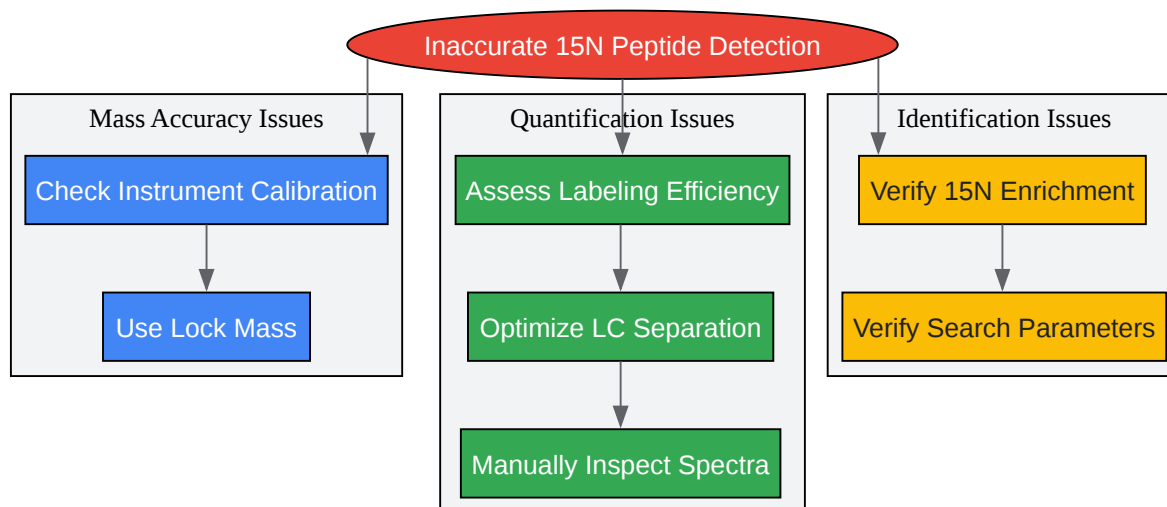 Inaccurate 15N Peptide Detection
Mass Accuracy Issues
Check Instrument Calibration
Use Lock Mass
Quantification Issues
Assess Labeling Efficiency
Optimize LC Separation
Manually Inspect Spectra
Identification Issues
Verify 15N Enrichment
Verify Search Parameters